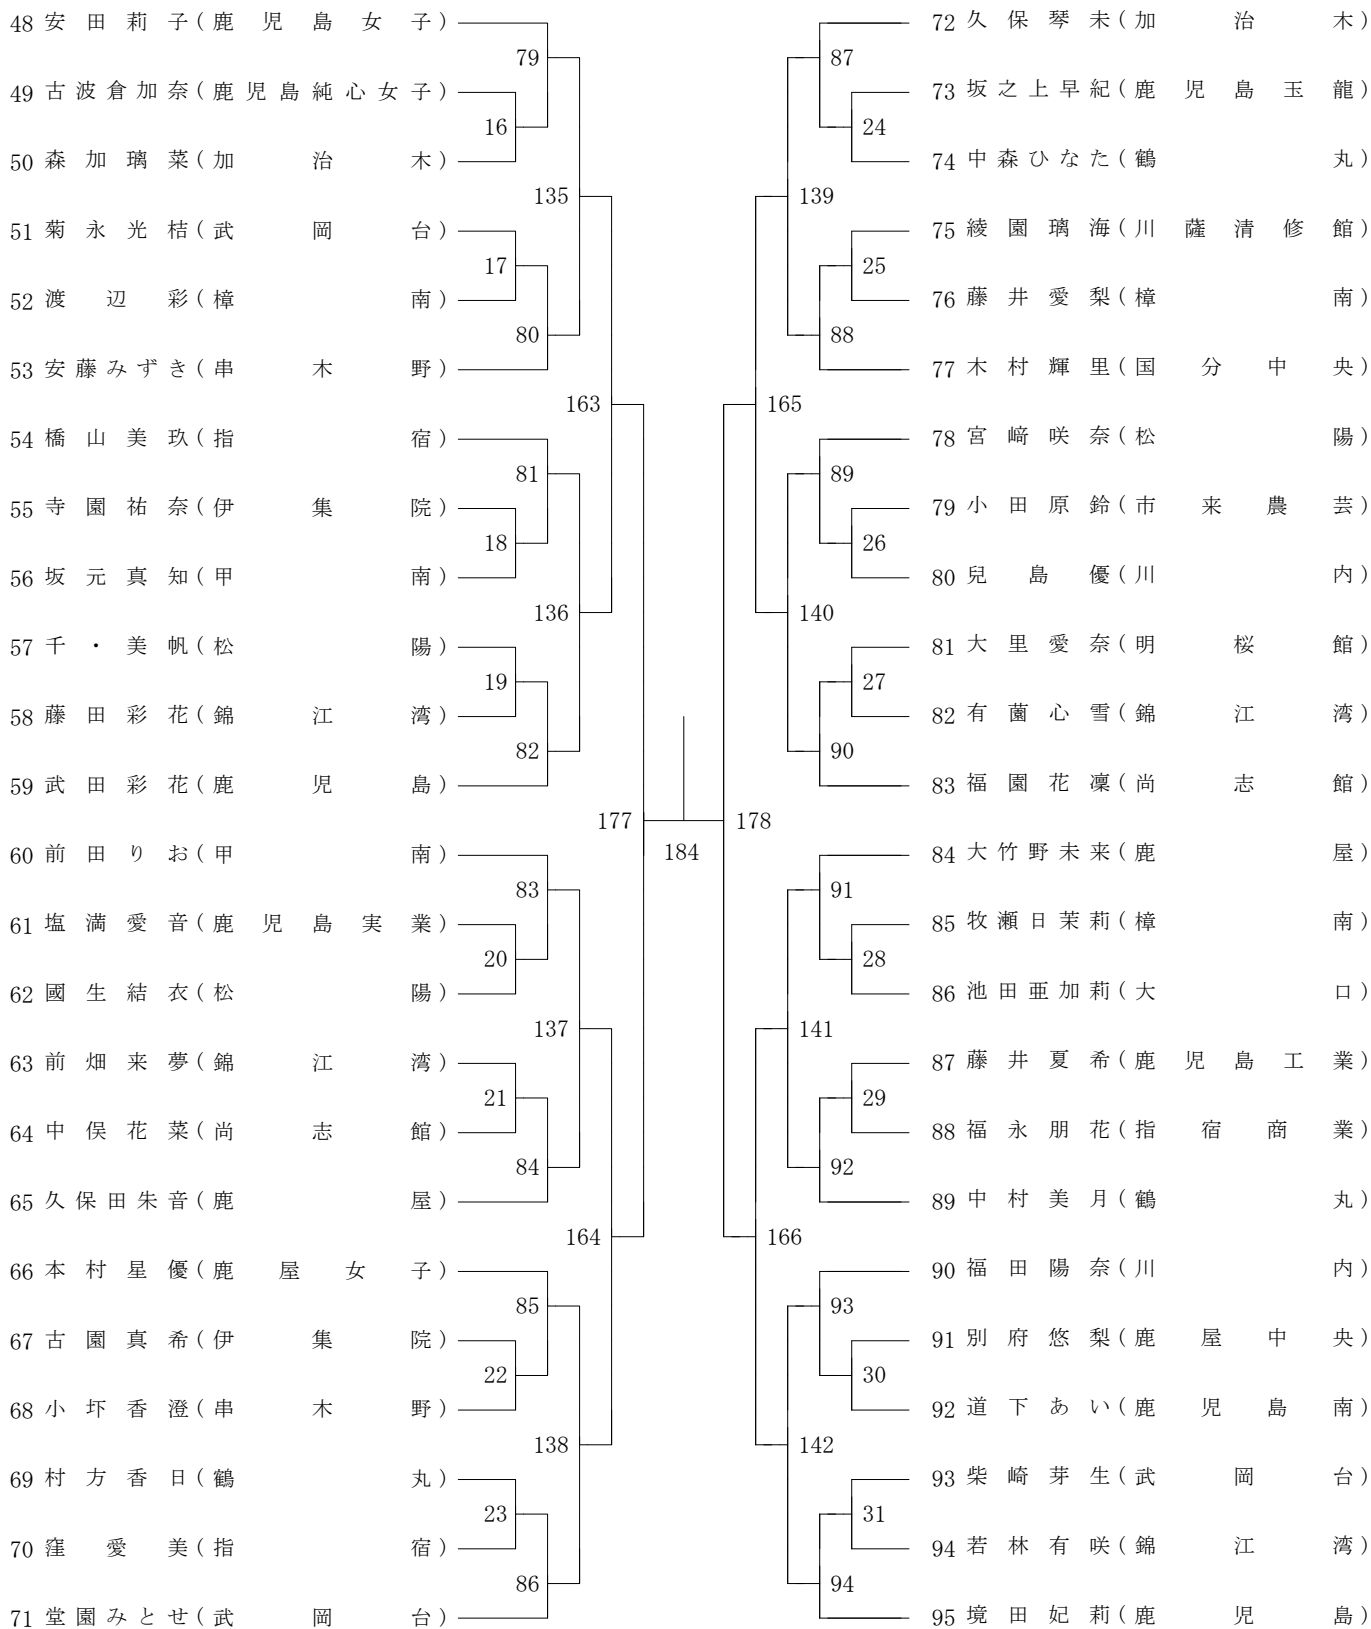 48 安田莉子(鹿児島女子)
79
49 古波倉加奈(鹿児島純心女子)
16
50 森加璃菜(加治木)
135
51 菊永光桔(武岡台)
17
52 渡辺彩(樟南)
80
53 安藤みずき(串木野)
163
54 橋山美玖(指宿)
81
55 寺園祐奈(伊集院)
18
56 坂元真知(甲南)
136
57 千・美帆(松陽)
19
58 藤田彩花(錦江湾)
82
59 武田彩花(鹿児島)
177
60 前田りお(甲南)
83
61 塩満愛音(鹿児島実業)
20
62 國生結衣(松陽)
137
63 前畑来夢(錦江湾)
21
64 中俣花菜(尚志館)
84
65 久保田朱音(鹿屋)
164
66 本村星優(鹿屋女子)
85
67 古園真希(伊集院)
22
68 小坏香澄(串木野)
138
69 村方香日(鶴丸)
23
70 窪愛美(指宿)
86
71 堂園みとせ(武岡台)
184
72 久保琴未(加治木)
87
73 坂之上早紀(鹿児島玉龍)
24
74 中森ひなた(鶴丸)
139
75 綾園璃海(川薩清修館)
25
76 藤井愛梨(樟南)
88
77 木村輝里(国分中央)
165
78 宮﨑咲奈(松陽)
89
79 小田原鈴(市来農芸)
26
80 兒島優(川内)
140
81 大里愛奈(明桜館)
27
82 有薗心雪(錦江湾)
90
83 福園花凜(尚志館)
178
84 大竹野未来(鹿屋)
91
85 牧瀬日茉莉(樟南)
28
86 池田亜加莉(大口)
141
87 藤井夏希(鹿児島工業)
29
88 福永朋花(指宿商業)
92
89 中村美月(鶴丸)
166
90 福田陽奈(川内)
93
91 別府悠梨(鹿屋中央)
30
92 道下あい(鹿児島南)
142
93 柴崎芽生(武岡台)
31
94 若林有咲(錦江湾)
94
95 境田妃莉(鹿児島)